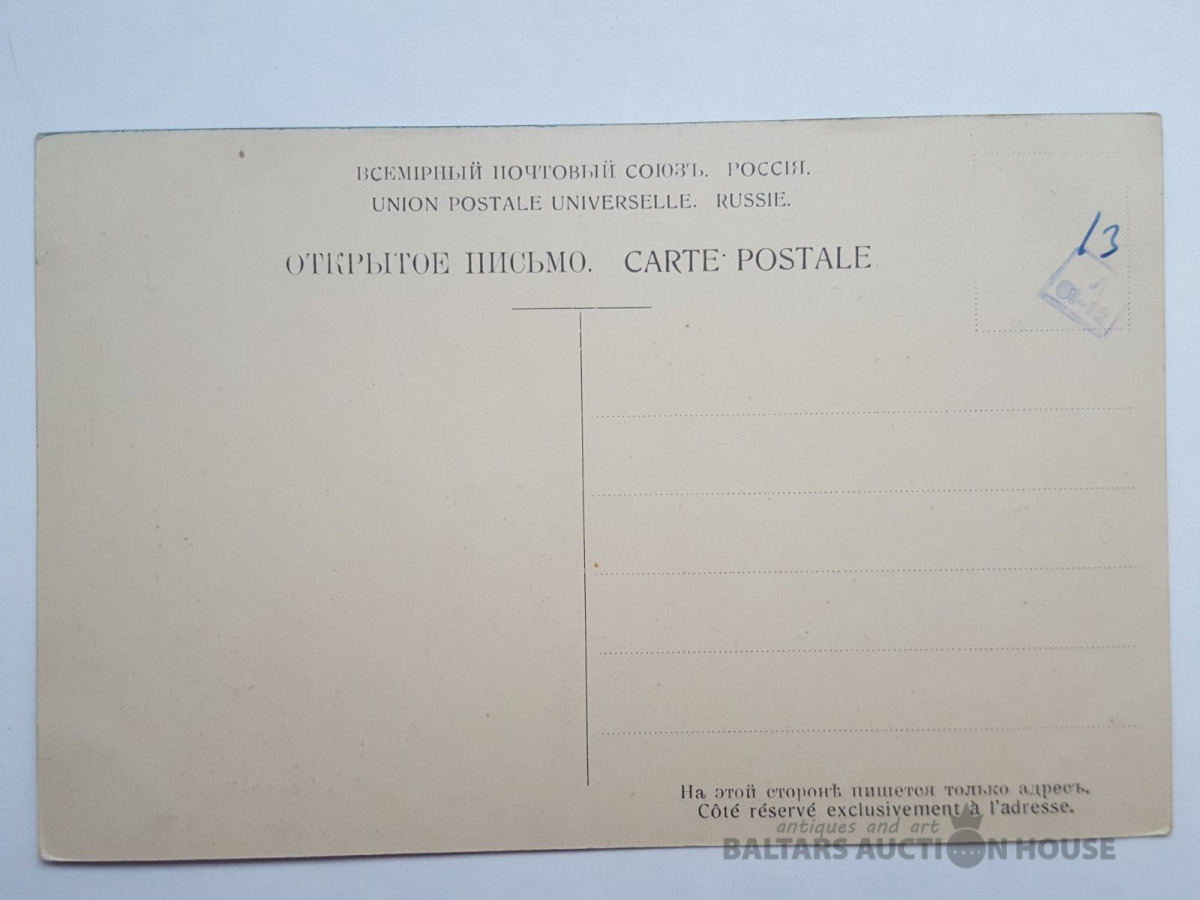 ВСЕМІРНЫЙ ПОЧТОВЫЙ СОЮЗЪ. РОССІЯ.
UNION POSTALE UNIVERSELLE. RUSSIE.
ОТКРЫТОЕ ПИСЬМО. CARTE POSTALE
13
На этой сторонѣ пишется только адресъ.
Côté réservé exclusivement à l'adresse.
antiques and art
BALTARS AUCTION HOUSE